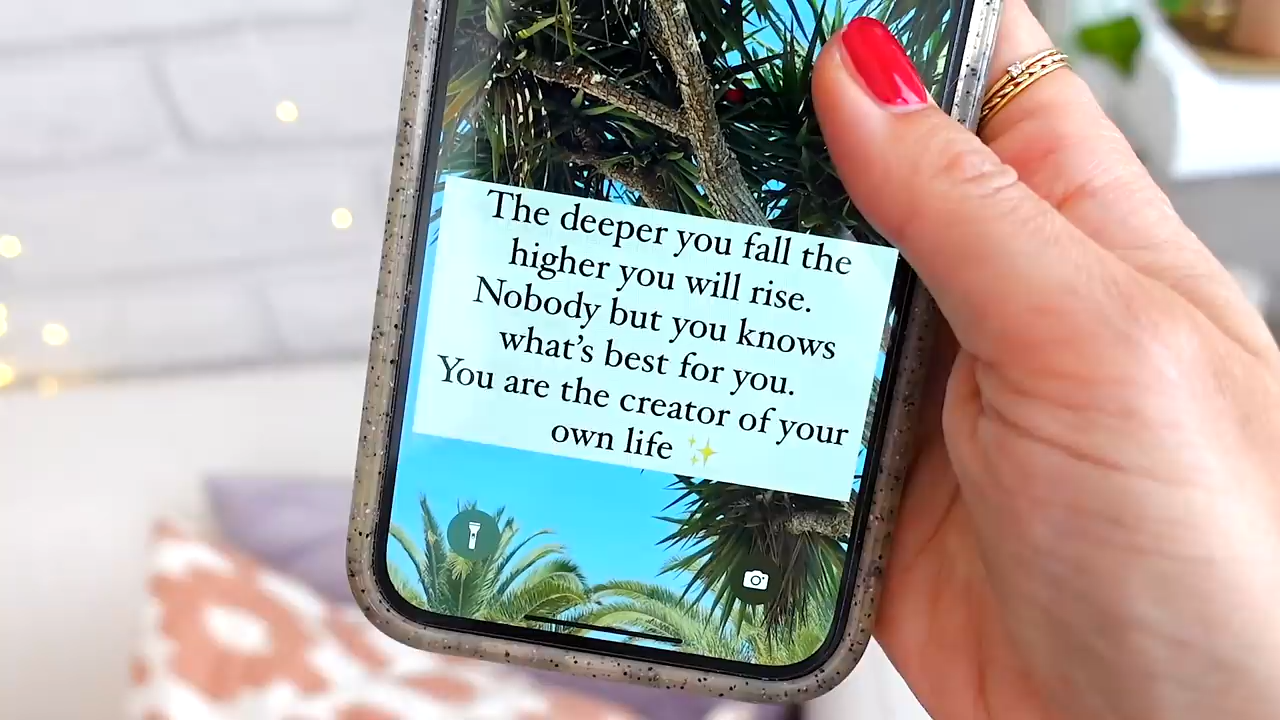 The deeper you fall the
higher you will rise.
Nobody but you knows
what’s best for you.
You are the creator of your
own life ✨